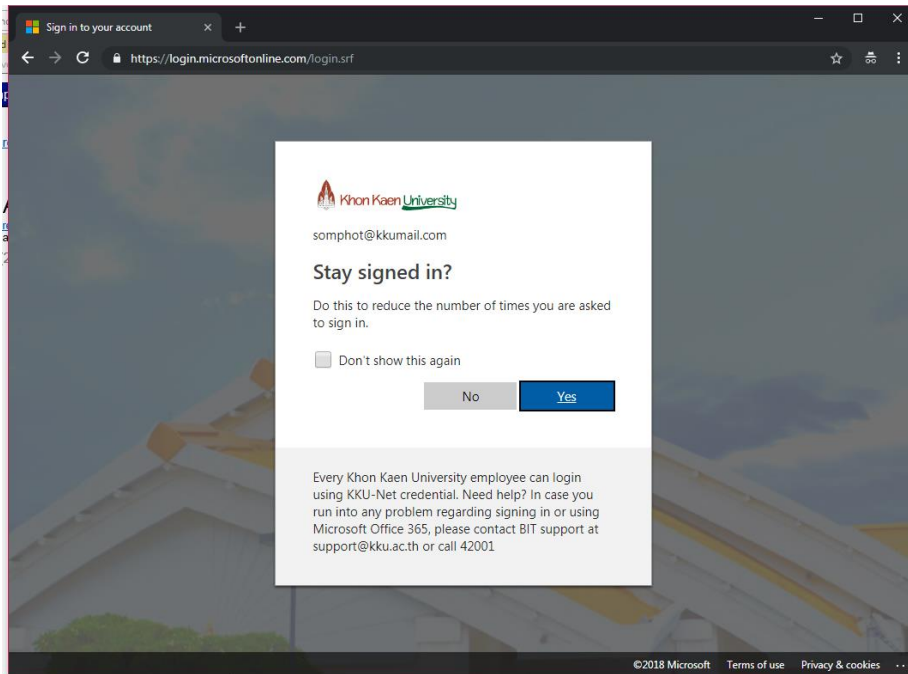 Sign in to your account
https://login.microsoftonline.com/login.srf
Khon Kaen University
somphot@kkumail.com
Stay signed in?
Do this to reduce the number of times you are asked
to sign in.
Don't show this again
No
Yes
Every Khon Kaen University employee can login
using KKU-Net credential. Need help? In case you
run into any problem regarding signing in or using
Microsoft Office 365, please contact BIT support at
support@kku.ac.th or call 42001
©2018 Microsoft Terms of use Privacy & cookies